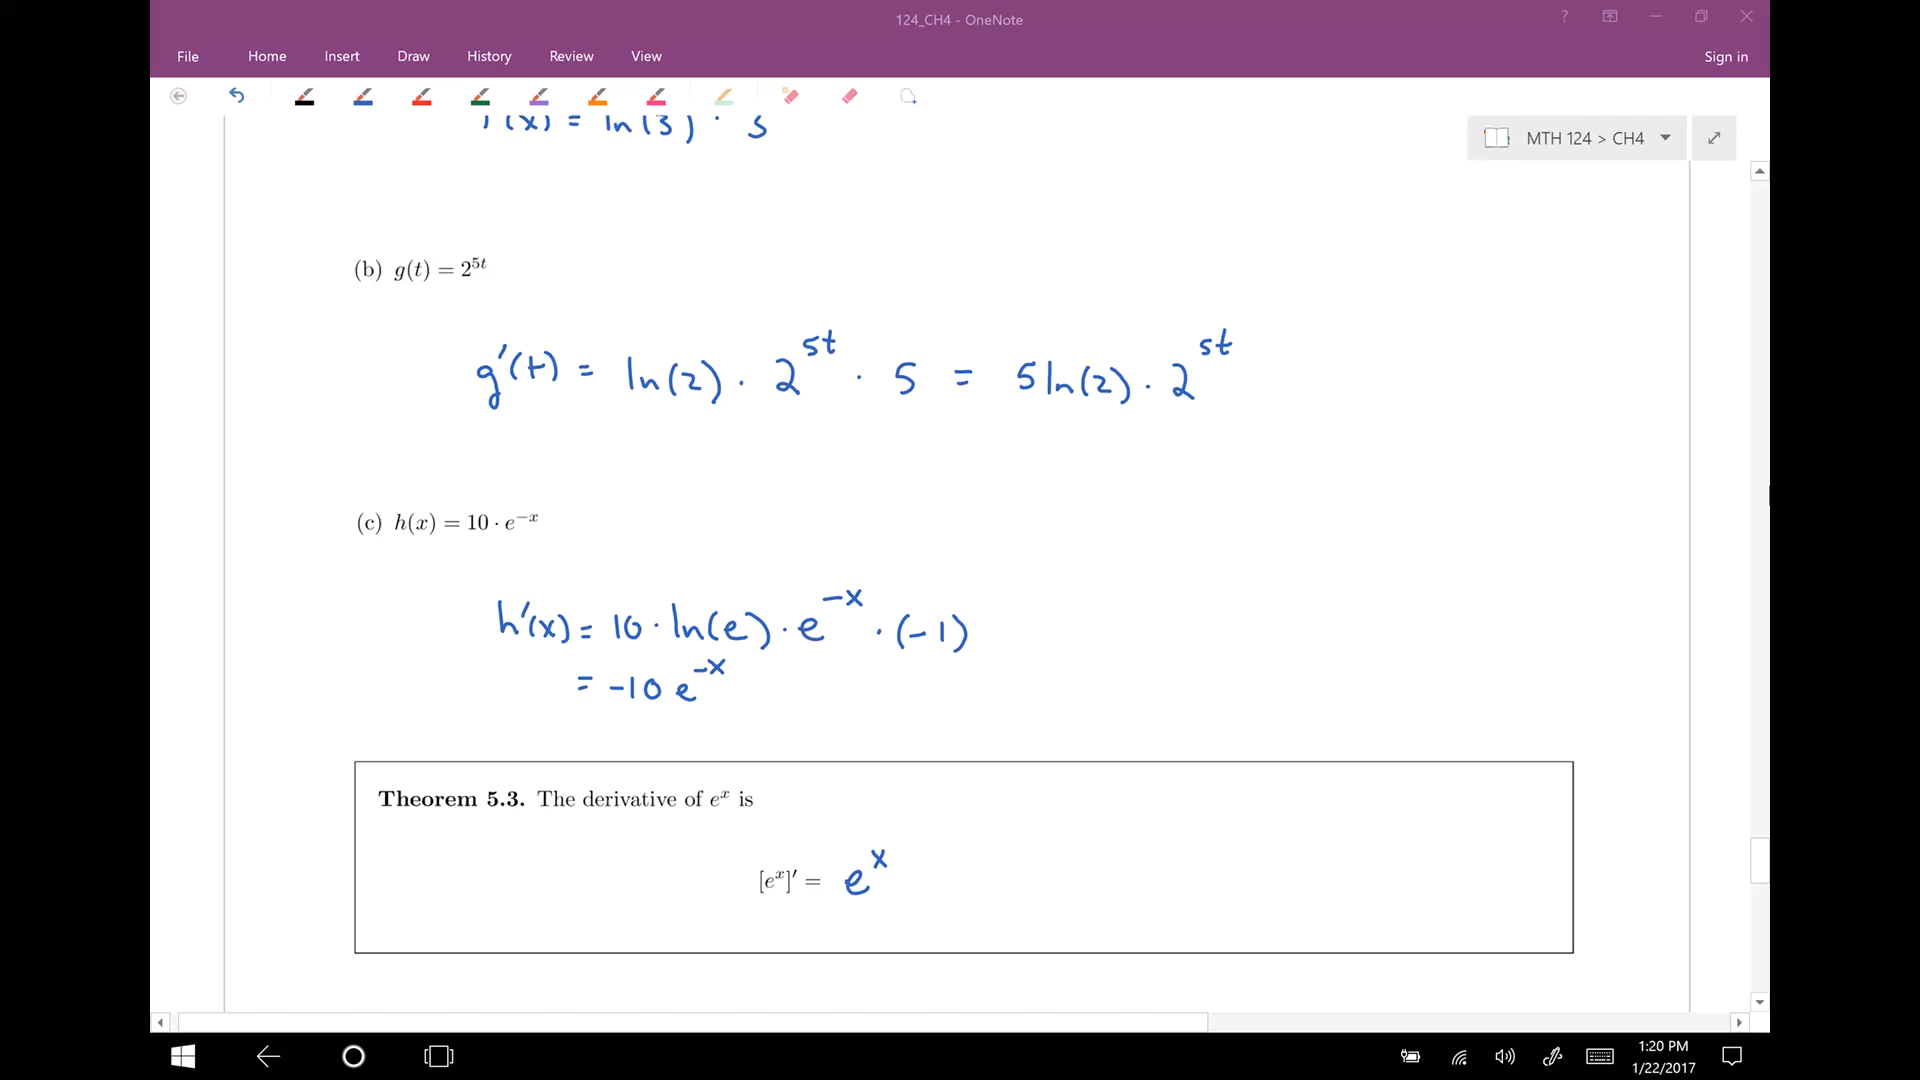 124_CH4 - OneNote
File Home Insert Draw History Review View Sign in
MTH 124 > CH4
(x) = ln(3) ·
(b) g(t) = 2^{5t}
g'(t) = ln(2) · 2^{5t} · 5 = 5ln(2) · 2^{5t}
(c) h(x) = 10 · e^{-x}
h'(x) = 10 · ln(e) · e^{-x} · (-1)
= -10 e^{-x}
Theorem 5.3. The derivative of e^x is
[e^x]' = e^x
1:20 PM
1/22/2017